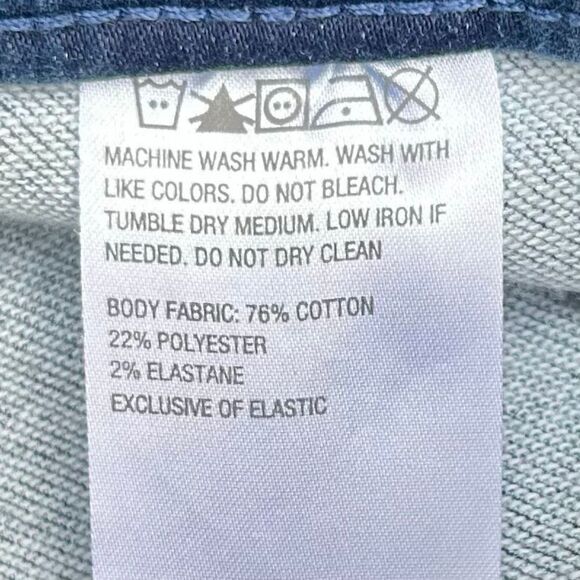 MACHINE WASH WARM. WASH WITH
LIKE COLORS. DO NOT BLEACH.
TUMBLE DRY MEDIUM. LOW IRON IF
NEEDED. DO NOT DRY CLEAN
BODY FABRIC: 76% COTTON
22% POLYESTER
2% ELASTANE
EXCLUSIVE OF ELASTIC